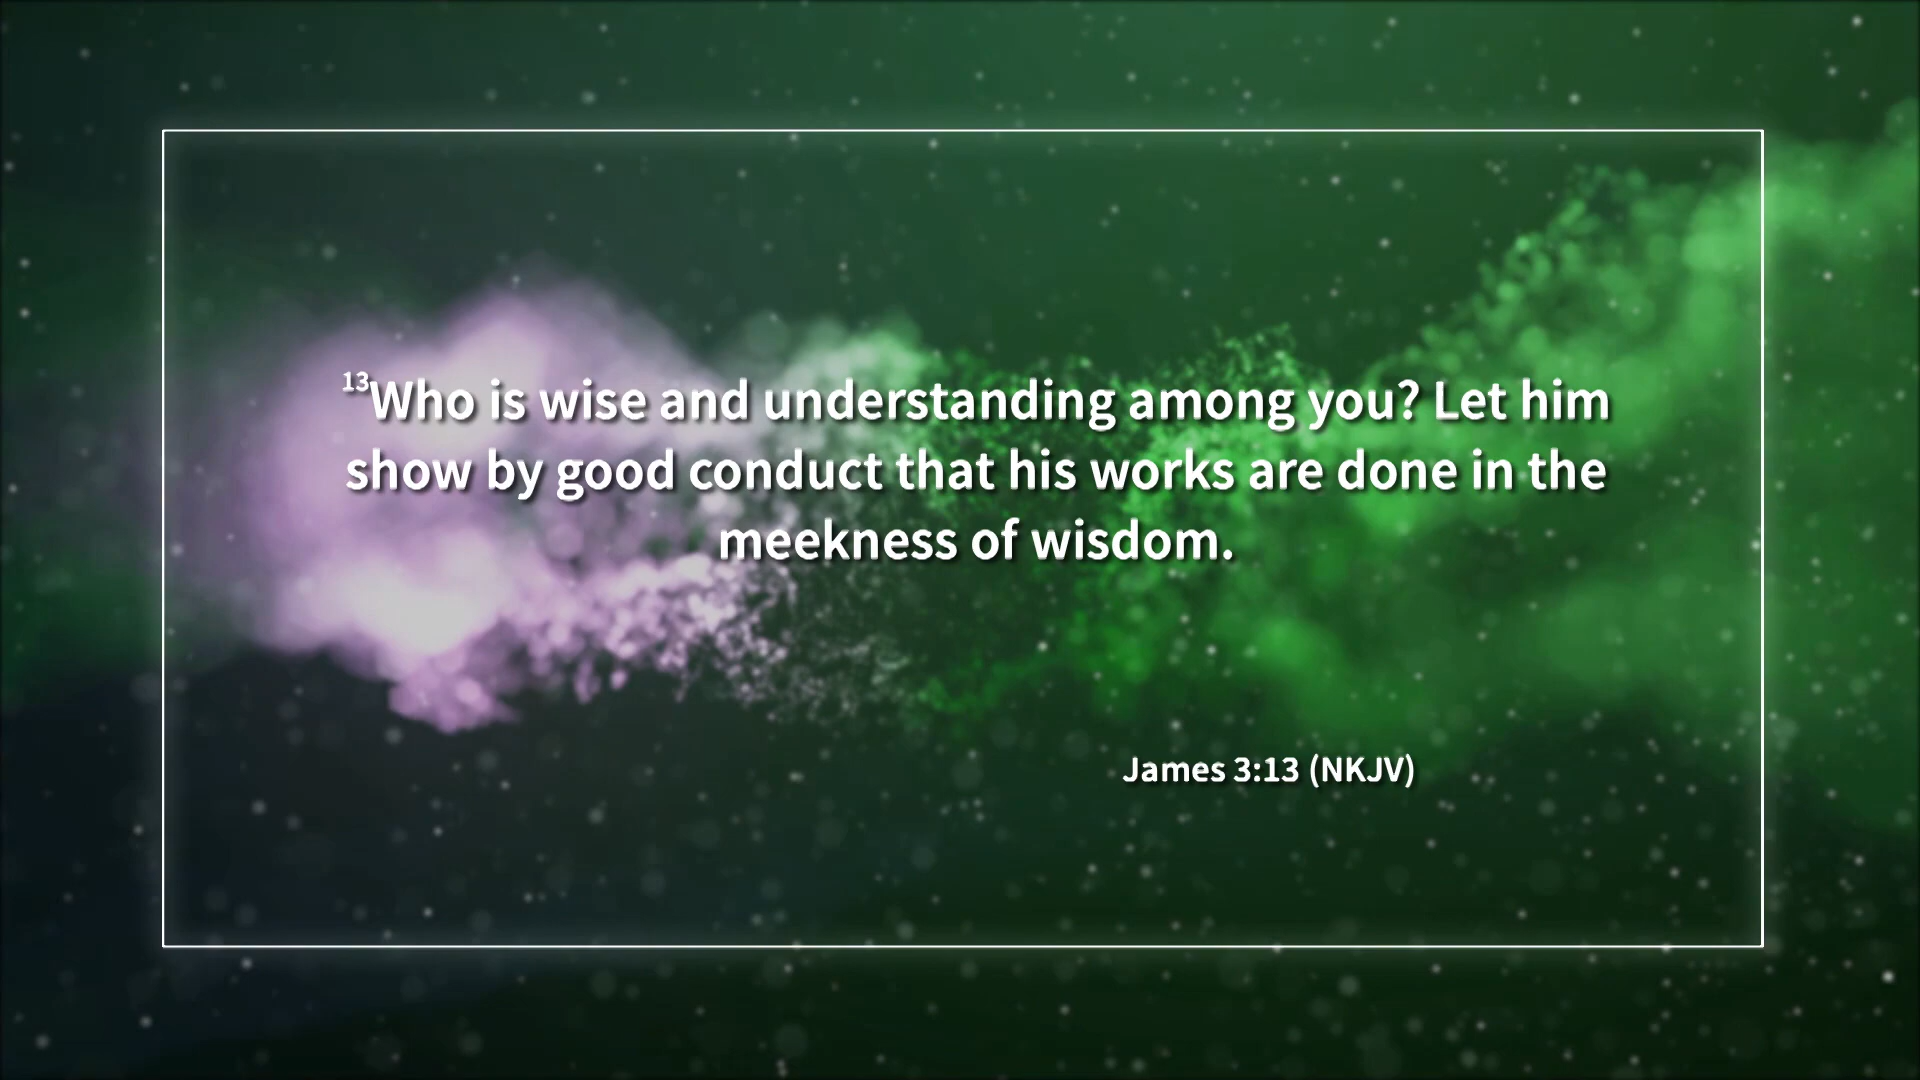 13Who is wise and understanding among you? Let him
show by good conduct that his works are done in the
meekness of wisdom.
James 3:13 (NKJV)